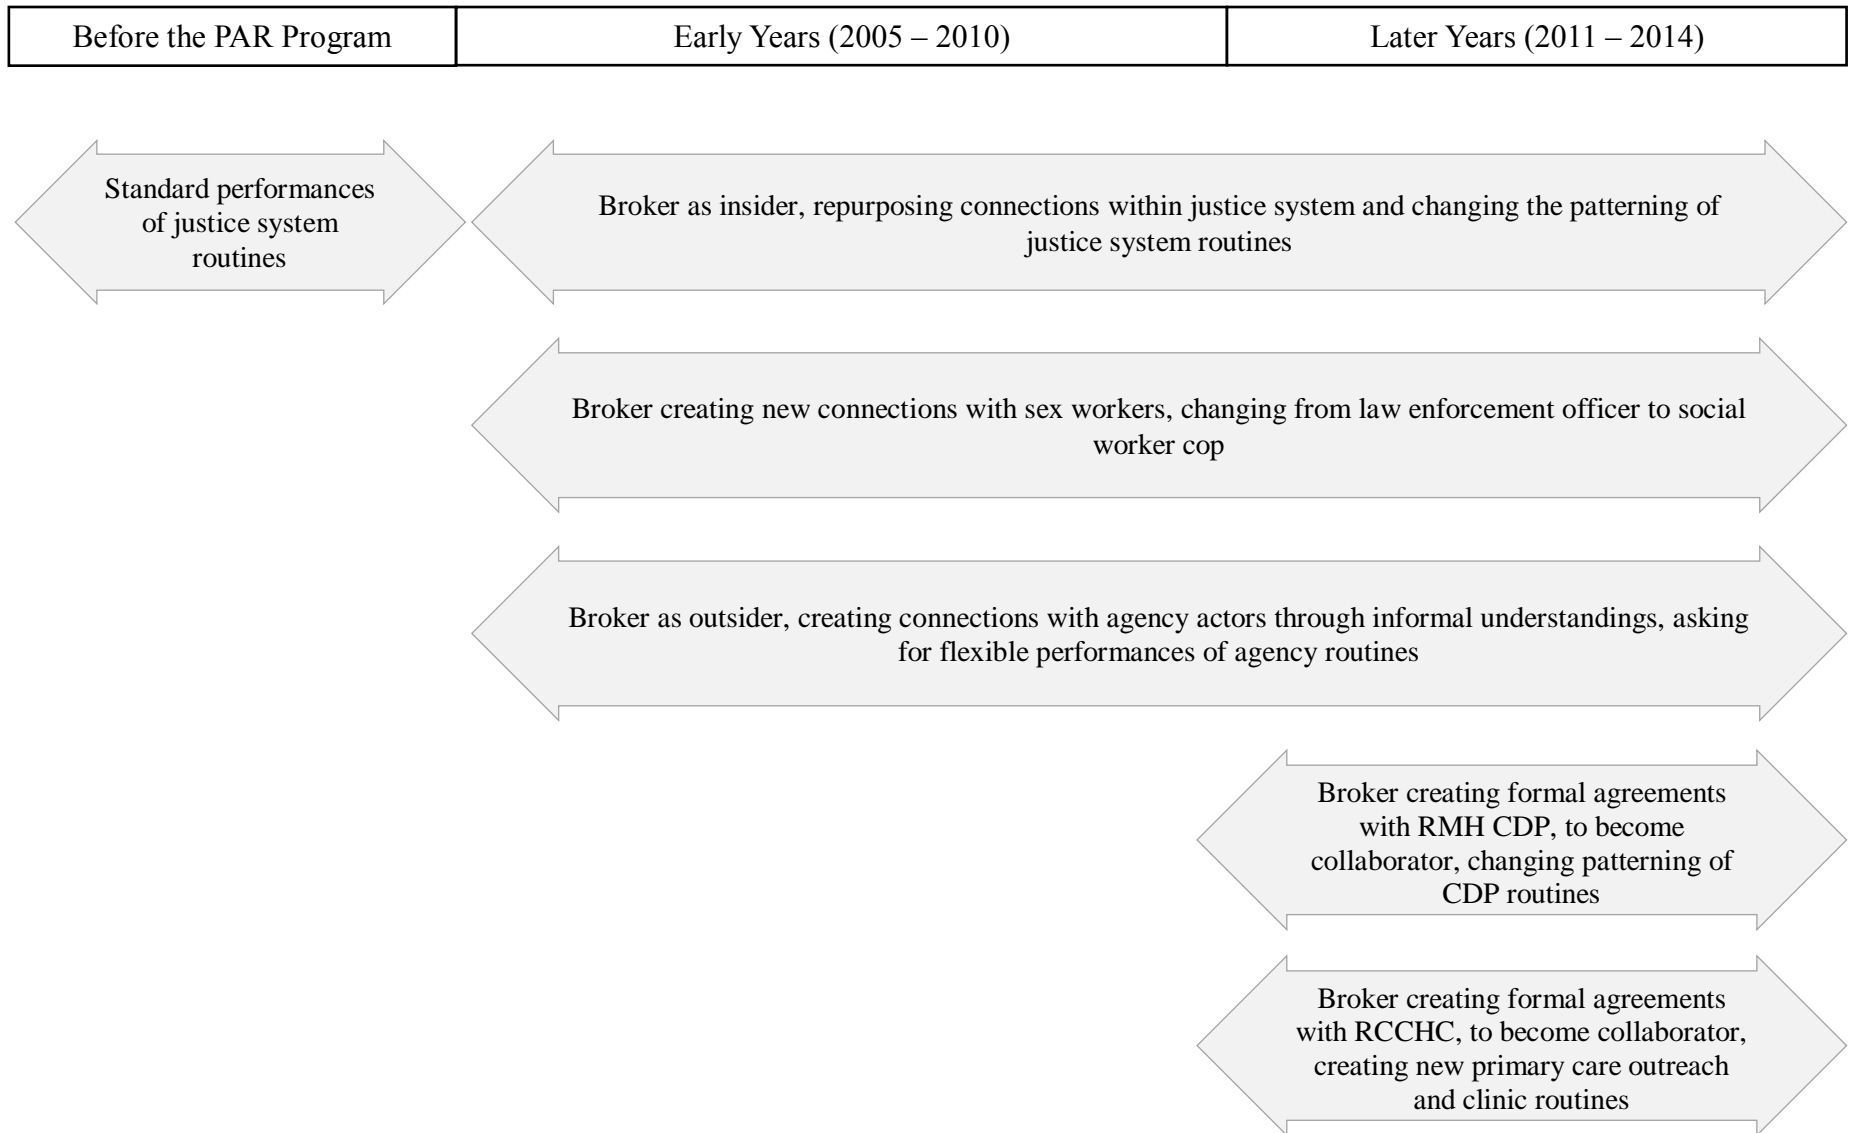 Before the PAR Program
Early Years (2005 – 2010)
Later Years (2011 – 2014)
Standard performances
of justice system
routines
Broker as insider, repurposing connections within justice system and changing the patterning of
justice system routines
Broker creating new connections with sex workers, changing from law enforcement officer to social
worker cop
Broker as outsider, creating connections with agency actors through informal understandings, asking
for flexible performances of agency routines
Broker creating formal agreements
with RMH CDP, to become
collaborator, changing patterning of
CDP routines
Broker creating formal agreements
with RCCHC, to become collaborator,
creating new primary care outreach
and clinic routines